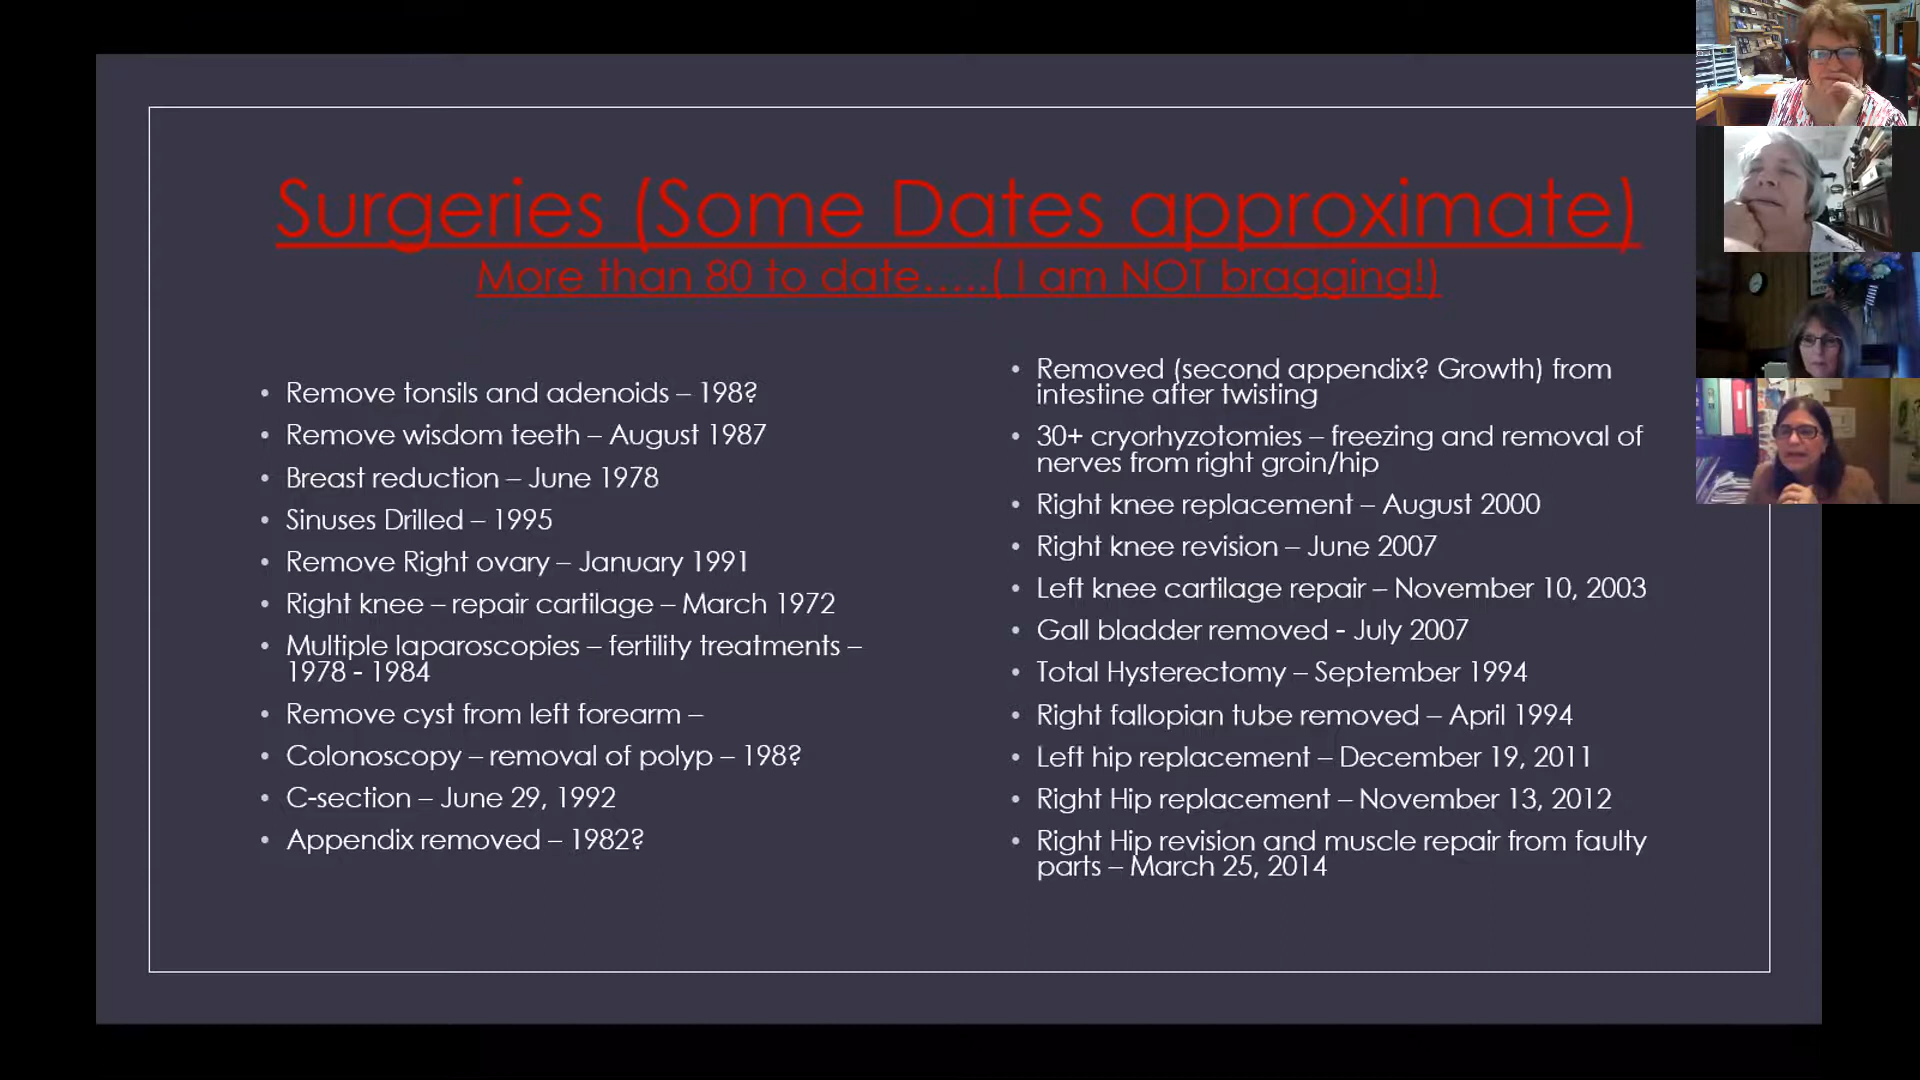 Surgeries (Some Dates approximate)
More than 80 to date…..( I am NOT bragging!)
• Remove tonsils and adenoids – 198?
• Remove wisdom teeth – August 1987
• Breast reduction – June 1978
• Sinuses Drilled – 1995
• Remove Right ovary – January 1991
• Right knee – repair cartilage – March 1972
• Multiple laparoscopies – fertility treatments –
1978 - 1984
• Remove cyst from left forearm –
• Colonoscopy – removal of polyp – 198?
• C-section – June 29, 1992
• Appendix removed – 1982?
• Removed (second appendix? Growth) from
intestine after twisting
• 30+ cryorhyzotomies – freezing and removal of
nerves from right groin/hip
• Right knee replacement – August 2000
• Right knee revision – June 2007
• Left knee cartilage repair – November 10, 2003
• Gall bladder removed - July 2007
• Total Hysterectomy – September 1994
• Right fallopian tube removed – April 1994
• Left hip replacement – December 19, 2011
• Right Hip replacement – November 13, 2012
• Right Hip revision and muscle repair from faulty
parts – March 25, 2014